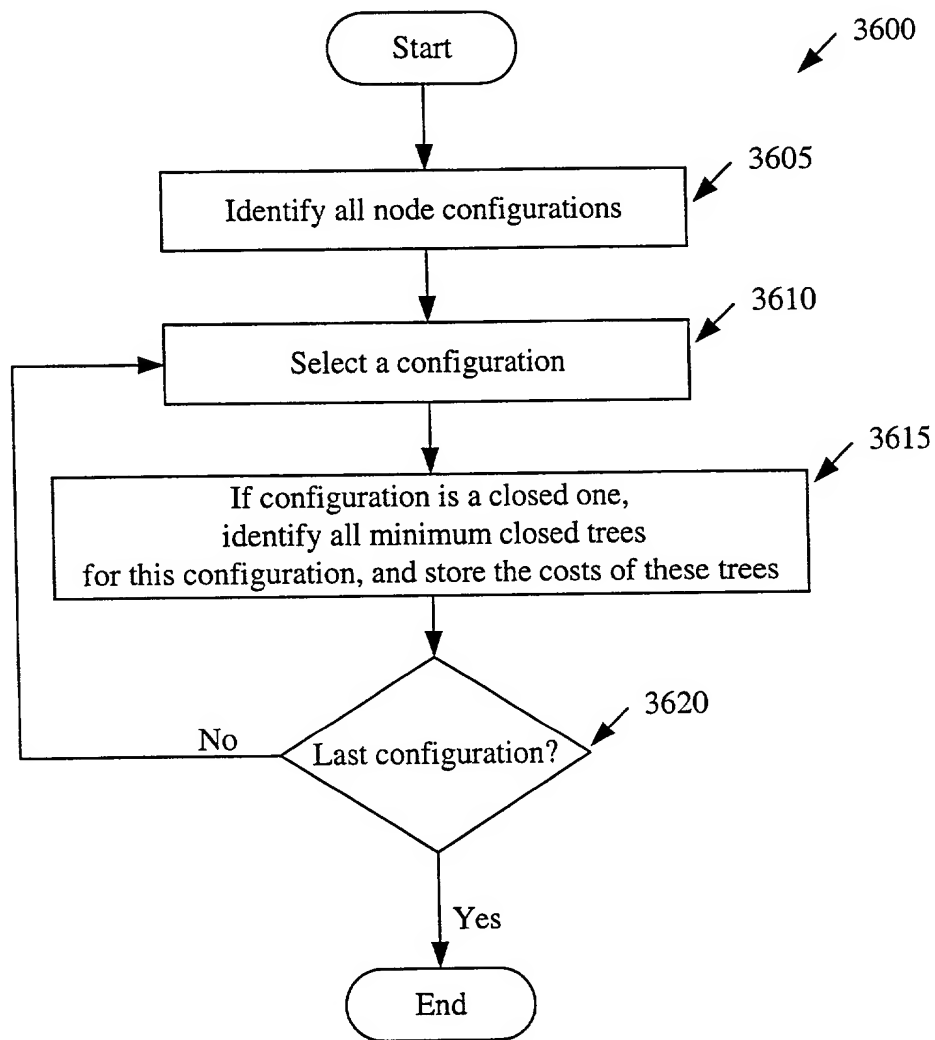 Start
3600
3605
Identify all node configurations
3610
Select a configuration
3615
If configuration is a closed one,
identify all minimum closed trees
for this configuration, and store the costs of these trees
3620
No
Last configuration?
Yes
End